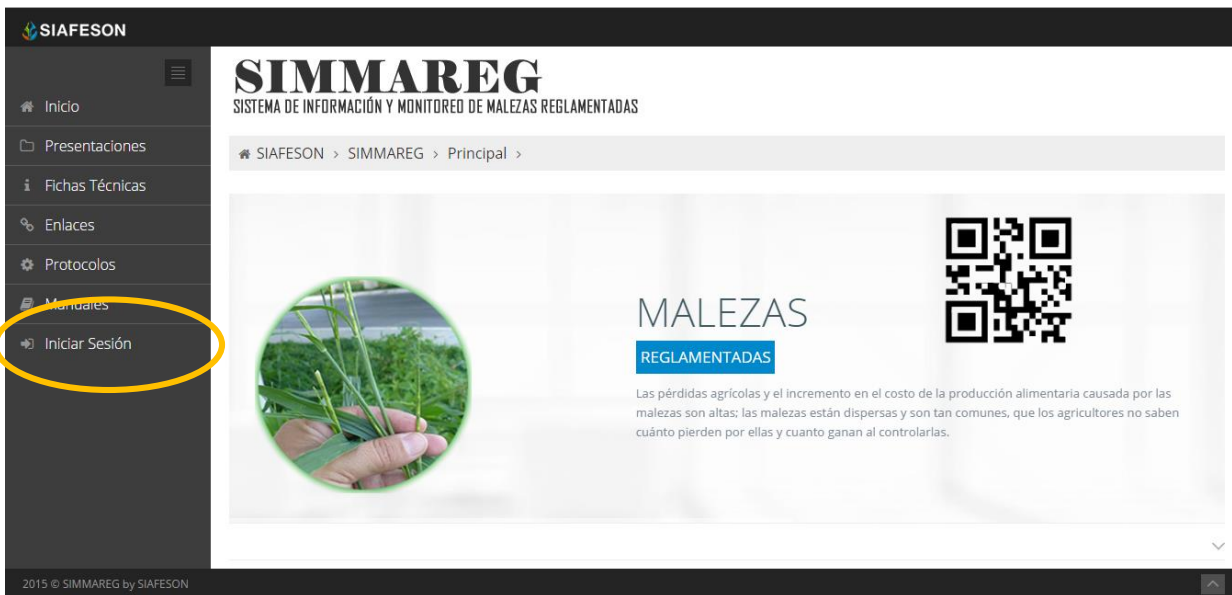 SIAFESON
Inicio
Presentaciones
Fichas Técnicas
Enlaces
Protocolos
Manuales
Iniciar Sesión
SIMMAREG
SISTEMA DE INFORMACIÓN Y MONITOREO DE MALEZAS REGLAMENTADAS
SIAFESON > SIMMAREG > Principal >
MALEZAS
REGLAMENTADAS
Las pérdidas agrícolas y el incremento en el costo de la producción alimentaria causada por las
malezas son altas; las malezas están dispersas y son tan comunes, que los agricultores no saben
cuánto pierden por ellas y cuanto ganan al controlarlas.
2015 © SIMMAREG by SIAFESON